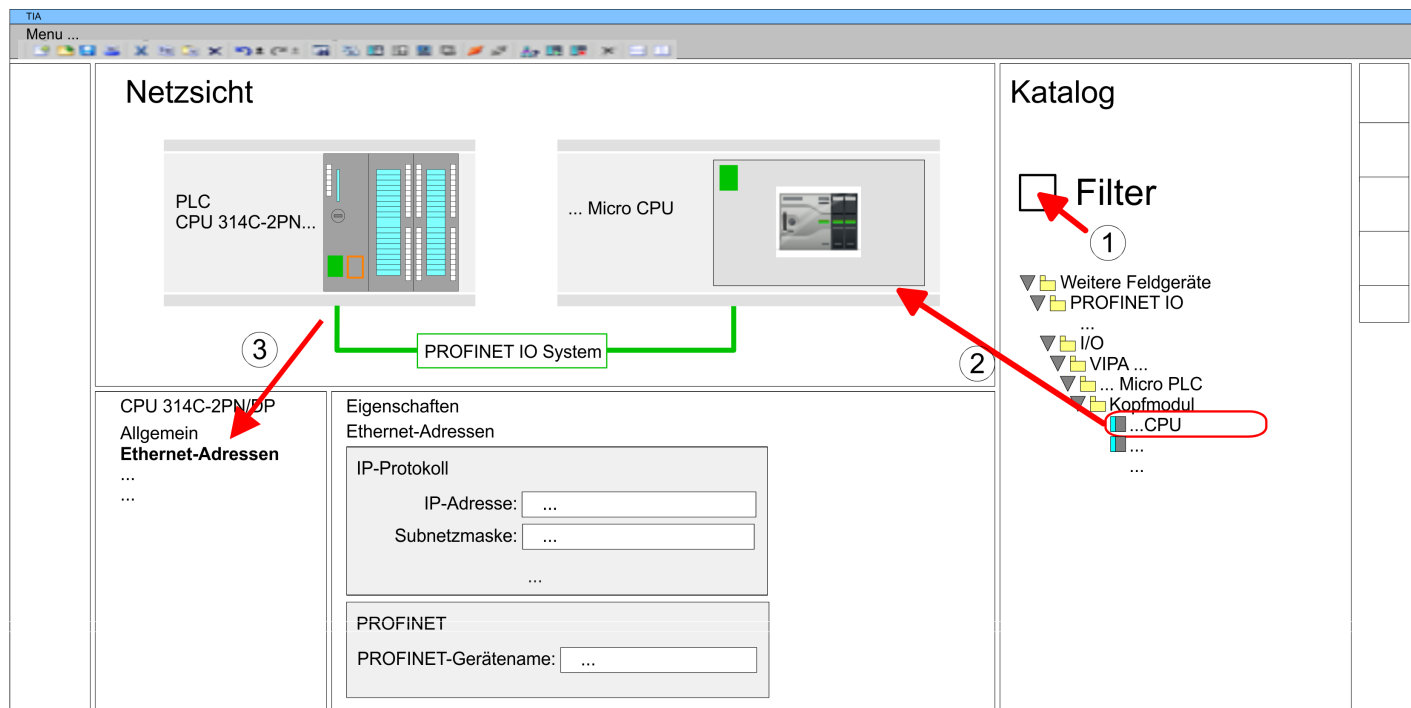 TIA
Menu ...
Netzsicht
PLC
CPU 314C-2PN...
... Micro CPU
PROFINET IO System
3
2
Katalog
Filter
1
Weitere Feldgeräte
PROFINET IO
...
I/O
VIPA ...
... Micro PLC
Kopfmodul
...CPU
...
...
CPU 314C-2PN/DP
Allgemein
Ethernet-Adressen
...
...
Eigenschaften
Ethernet-Adressen
IP-Protokoll
IP-Adresse: ...
Subnetzmaske: ...
...
PROFINET
PROFINET-Gerätename: ...